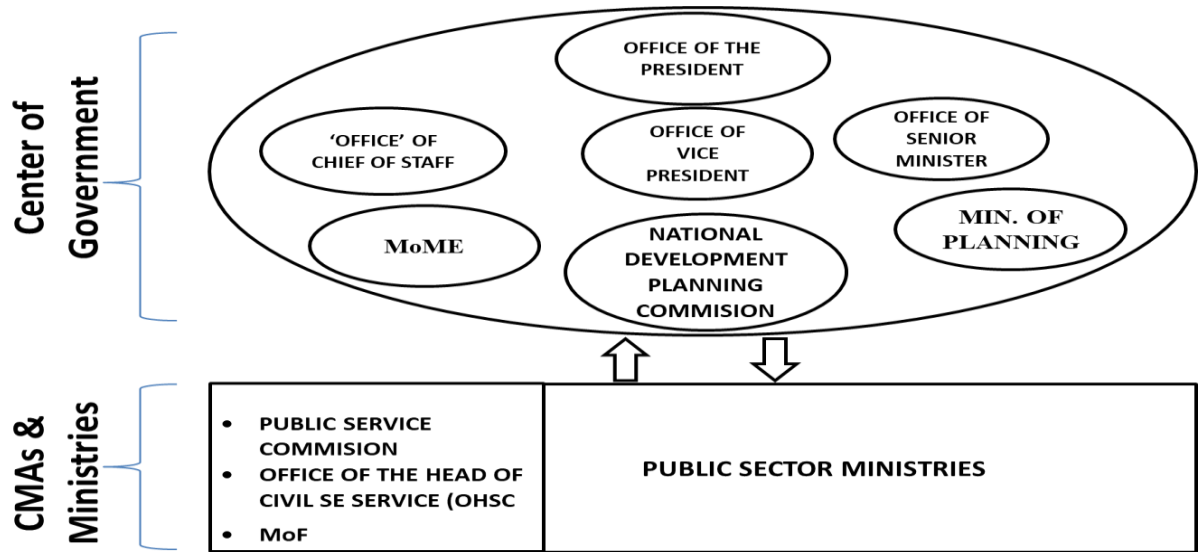 Center of
Government
OFFICE OF THE
PRESIDENT
‘OFFICE’ OF
CHIEF OF STAFF
OFFICE OF
VICE
PRESIDENT
OFFICE OF
SENIOR
MINISTER
MoME
NATIONAL
DEVELOPMENT
PLANNING
COMMISION
MIN. OF
PLANNING
CMAs &
Ministries
• PUBLIC SERVICE
COMMISION
• OFFICE OF THE HEAD OF
CIVIL SE SERVICE (OHSC
• MoF
PUBLIC SECTOR MINISTRIES